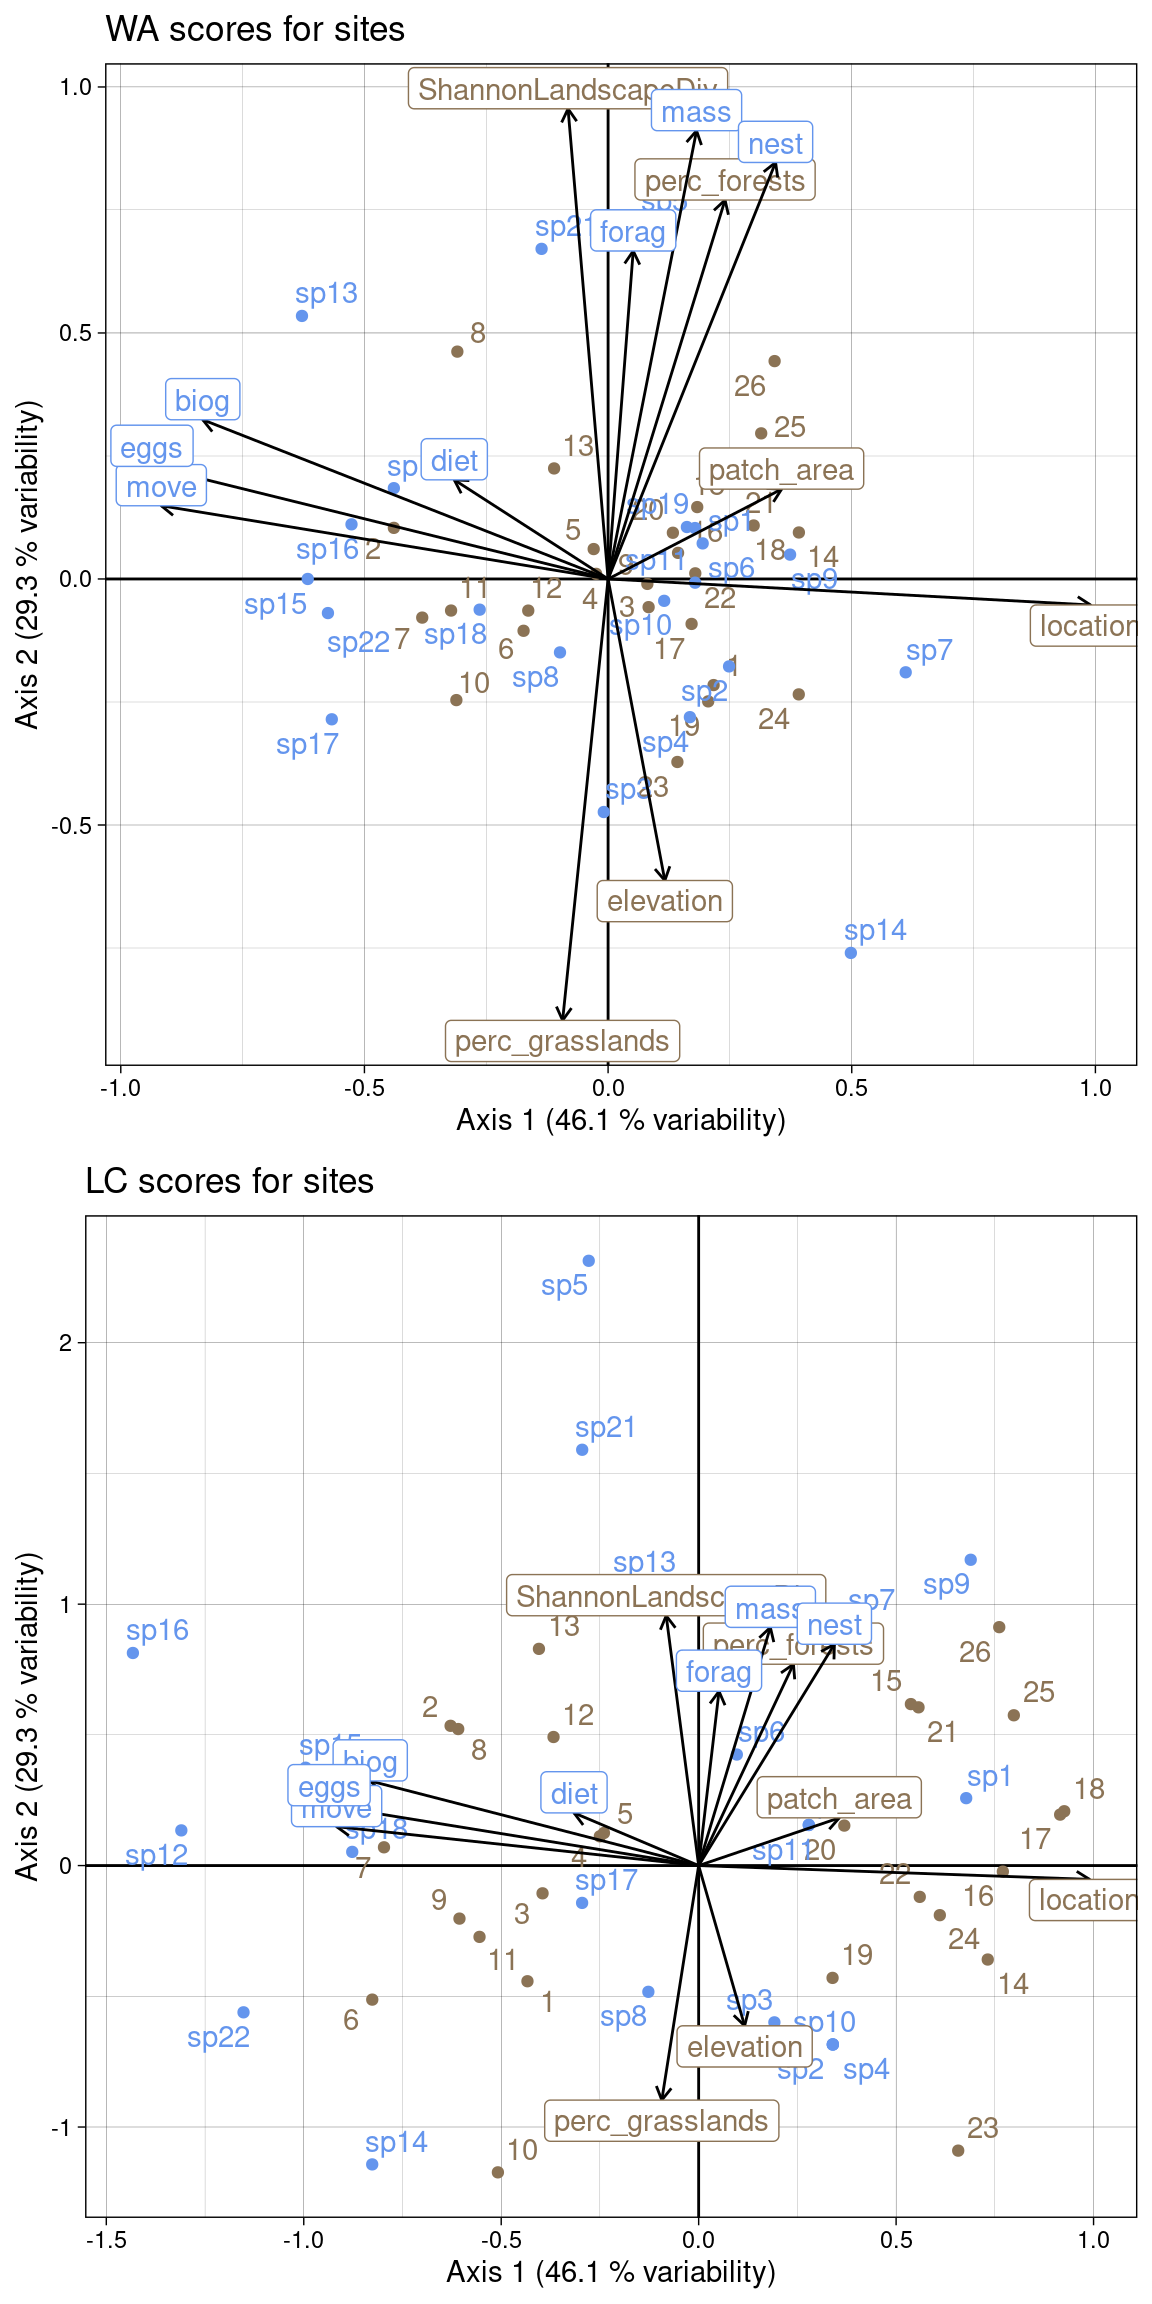 WA scores for sites
1.0
0.5
0.0
-0.5
Axis 2 (29.3 % variability)
mass
nest
perc_forests
sp21
forag
sp13
8
26
biog
25
13
eggs
diet
patch_area
move
sp19
20
21
sp1
5
16
sp16
2
18
14
sp11
sp6
sp9
11
12
4
3
22
sp15
sp10
location
sp22
7
sp18
6
17
sp7
1
10
sp8
sp2
24
19
sp17
sp4
23
elevation
sp14
perc_grasslands
-1.0
-0.5
0.0
0.5
1.0
Axis 1 (46.1 % variability)
LC scores for sites
2
1
0
-1
Axis 2 (29.3 % variability)
sp5
sp21
sp13
sp9
mass
sp7
sp16
13
nest
26
perc_forests
forag
15
25
2
12
21
8
sp6
biog
eggs
diet
patch_area
sp1
18
move
5
sp18
17
sp12
4
sp11
20
7
22
sp17
9
3
16
location
24
11
19
14
1
sp3
6
sp8
sp10
sp22
elevation
sp2
sp4
perc_grasslands
23
sp14
10
-1.5
-1.0
-0.5
0.0
0.5
1.0
Axis 1 (46.1 % variability)